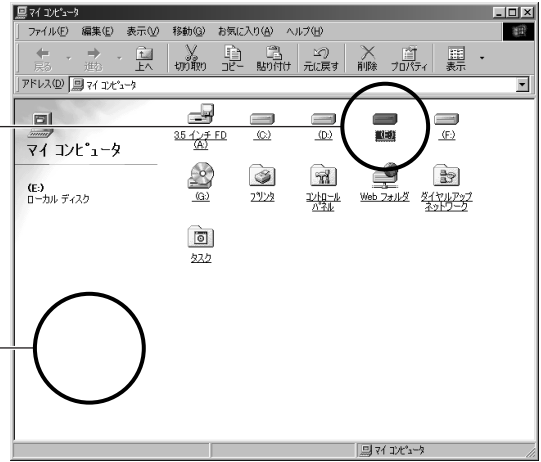 マイ コンピュータ
ファイル(F) 編集(E) 表示(V) 移動(G) お気に入り(A) ヘルプ(H)
戻る 進む 上へ 切り取り コピー 貼り付け 元に戻す 削除 プロパティ 表示
アドレス(D) マイ コンピュータ
マイ コンピュータ
(E:)
ローカル ディスク
3.5 インチ FD (A:) (C:) (D:) (E:) (F:)
(G:) プリンタ コントロール パネル Web フォルダ ダイヤルアップ ネットワーク
タスク
マイ コンピュータ